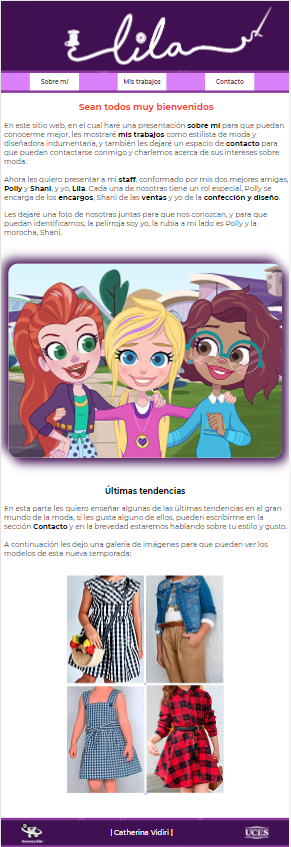 lila
Sobre mí
Mis trabajos
Contacto
Sean todos muy bienvenidos
En este sitio web, en el cual haré una presentación sobre mí para que puedan
conocerme mejor, les mostraré mis trabajos como estilista de moda y
diseñadora indumentaria, y también les dejaré un espacio de contacto para
que puedan contactarse conmigo y charlemos acerca de sus intereses sobre
moda.
Ahora les quiero presentar a mi staff, conformado por mis dos mejores amigas,
Polly y Shani, y yo, Lila. Cada una de nosotras tiene un rol especial, Polly se
encarga de los encargos, Shani de las ventas y yo de la confección y diseño.
Les dejaré una foto de nosotras juntas para que nos conozcan, y para que
puedan identificarnos, la pelirroja soy yo, la rubia a mi lado es Polly y la
morocha, Shani.
Últimas tendencias
En esta parte les quiero enseñar algunas de las últimas tendencias en el gran
mundo de la moda, si les gusta alguno de ellos, pueden escribirme en la
sección Contacto y en la brevedad estaremos hablando sobre tu estilo y gusto.
A continuación les dejo una galería de imágenes para que puedan ver los
modelos de esta nueva temporada:
| Catherina Vidiri |
UCES